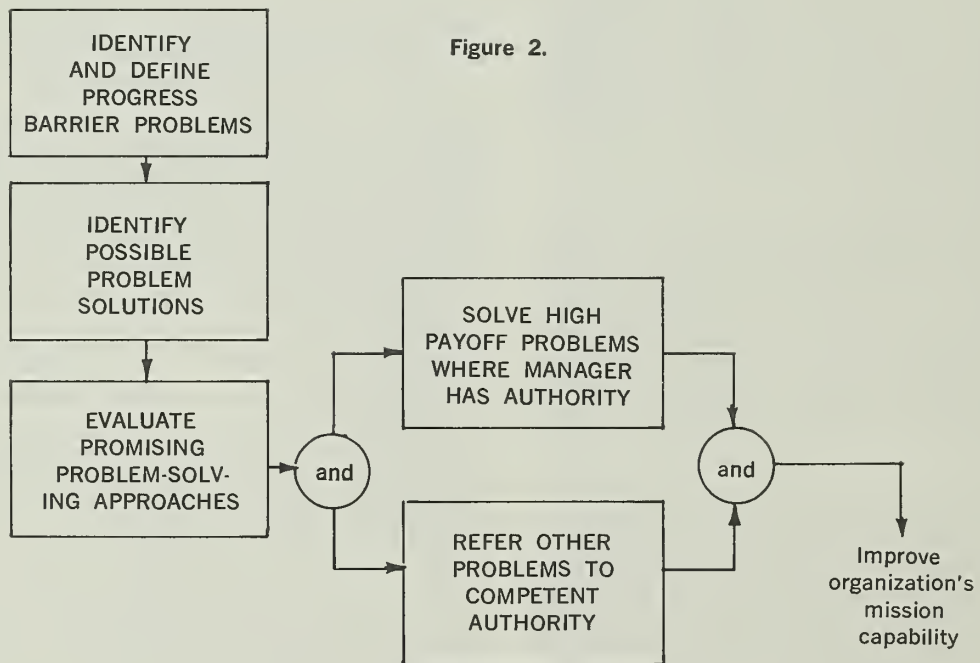 Figure 2.
IDENTIFY
AND DEFINE
PROGRESS
BARRIER PROBLEMS
IDENTIFY
POSSIBLE
PROBLEM
SOLUTIONS
EVALUATE
PROMISING
PROBLEM-SOLV-
ING APPROACHES
and
SOLVE HIGH
PAYOFF PROBLEMS
WHERE MANAGER
HAS AUTHORITY
REFER OTHER
PROBLEMS TO
COMPETENT
AUTHORITY
and
Improve
organization's
mission
capability